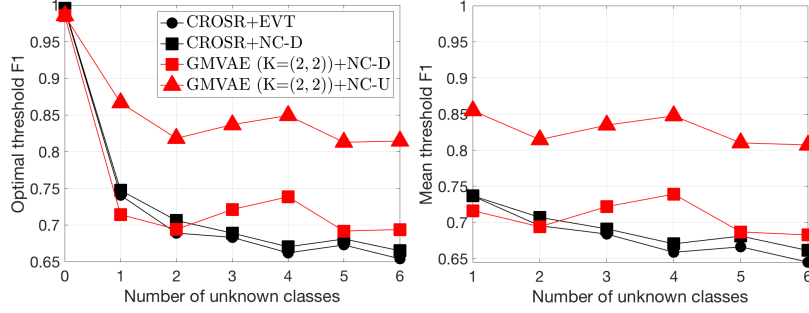 CROSR+EVT
CROSR+NC-D
GMVAE (K=(2, 2))+NC-D
GMVAE (K=(2, 2))+NC-U
Optimal threshold F1
1
0.95
0.9
0.85
0.8
0.75
0.7
0.65
0 1 2 3 4 5 6
Number of unknown classes
Mean threshold F1
1
0.95
0.9
0.85
0.8
0.75
0.7
0.65
1 2 3 4 5 6
Number of unknown classes